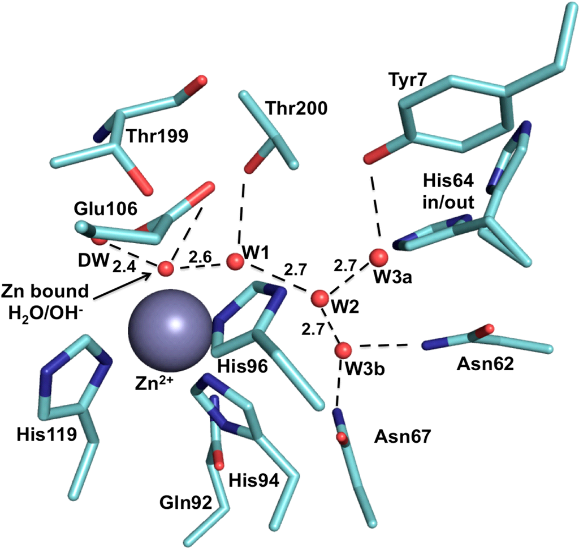 Tyr7
Thr200
Thr199
His64
in/out
Glu106
DW
2.4
2.6
W1
2.7
2.7
W3a
Zn bound
H₂O/OH⁻
W2
2.7
W3b
Asn62
His96
Zn²⁺
His119
Asn67
His94
Gln92